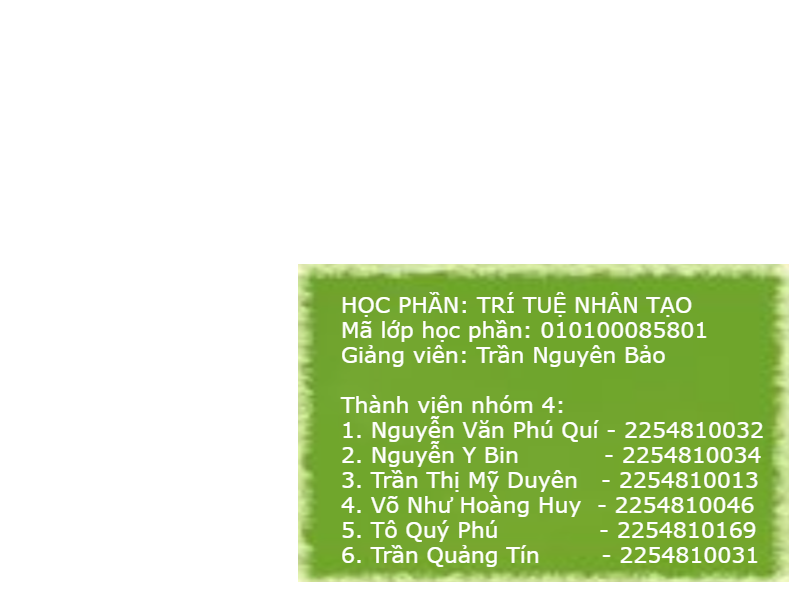 HỌC PHẦN: TRÍ TUỆ NHÂN TẠO
Mã lớp học phần: 010100085801
Giảng viên: Trần Nguyên Bảo
Thành viên nhóm 4:
1. Nguyễn Văn Phú Quí - 2254810032
2. Nguyễn Y Bin - 2254810034
3. Trần Thị Mỹ Duyên - 2254810013
4. Võ Như Hoàng Huy - 2254810046
5. Tô Quý Phú - 2254810169
6. Trần Quảng Tín - 2254810031